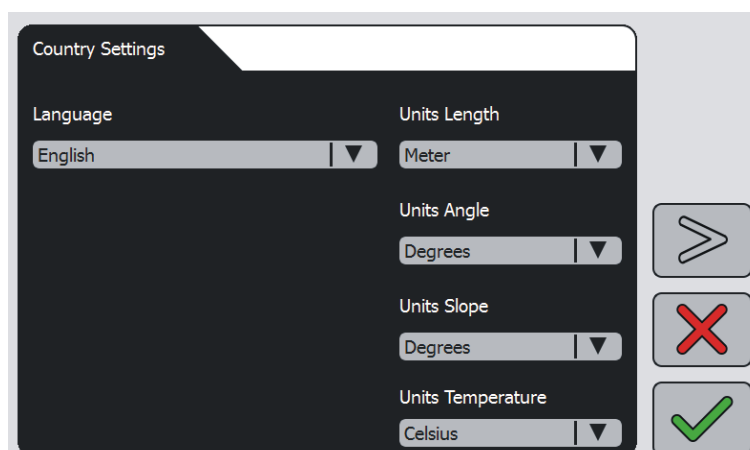 Country Settings
Language
English
Units Length
Meter
Units Angle
Degrees
Units Slope
Degrees
Units Temperature
Celsius